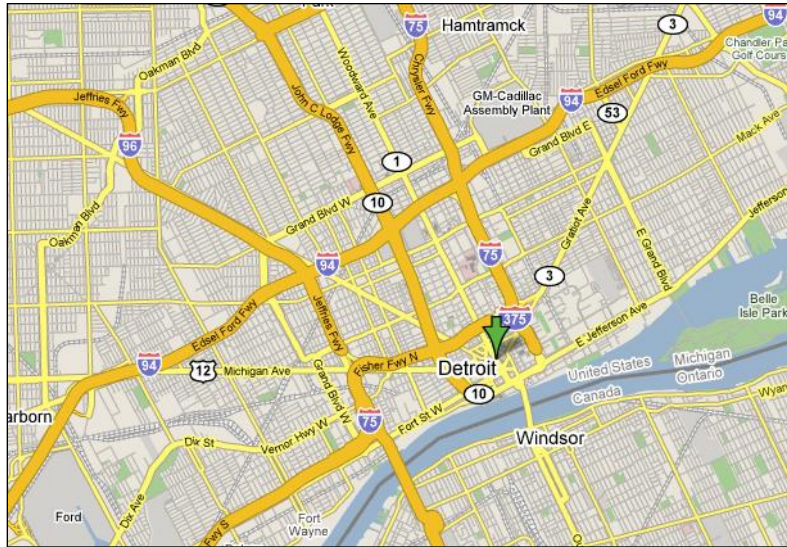 Park
75
Hamtramck
3
94
Oakman Blvd
Woodward Ave
Chrysler Fwy
Chandler Pa
Golf Cours
Edsel Ford Fwy
John C Lodge Fwy
GM-Cadillac
Assembly Plant
94
53
Jeffries Fwy
Mack Ave
96
Grand Blvd E
1
Grand Blvd W
10
Oakman Blvd
Jefferson
Gratiot Ave
E Grand Blvd
75
94
3
Belle
Isle Park
Edsel Ford Fwy
Jeffries Fwy
375
E Jefferson Ave
Fisher Fwy N
94
12
Michigan Ave
Detroit
United States
Michigan
Canada
Ontario
Grand Blvd W
10
Wyan
arborn
75
Fort St W
Windsor
Dix St
Vernor Hwy W
Dix Ave
Ford
Fort
Wayne
Fwy S